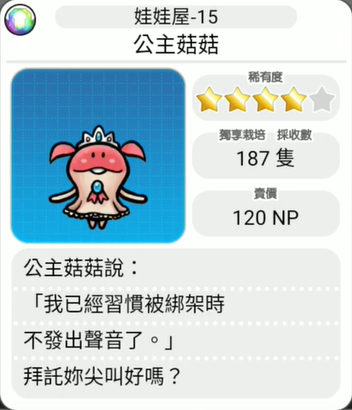 娃娃屋-15
公主菇菇
稀有度
獨享栽培 採收數
187 隻
賣價
120 NP
公主菇菇說：
「我已經習慣被綁架時
不發出聲音了。」
拜託妳尖叫好嗎？